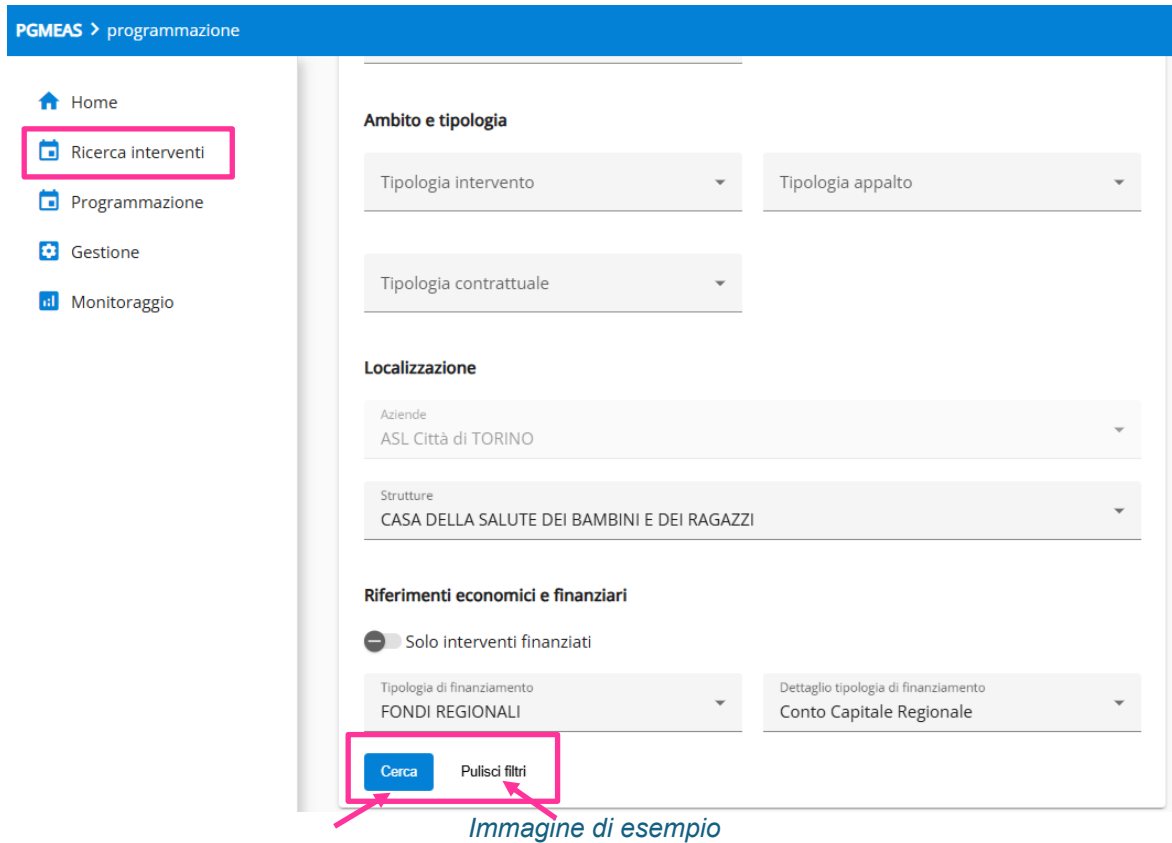 PGMEAS > programmazione
Home
Ricerca interventi
Programmazione
Gestione
Monitoraggio
Ambito e tipologia
Tipologia intervento
Tipologia appalto
Tipologia contrattuale
Localizzazione
Aziende
ASL Città di TORINO
Strutture
CASA DELLA SALUTE DEI BAMBINI E DEI RAGAZZI
Riferimenti economici e finanziari
Solo interventi finanziati
Tipologia di finanziamento
FONDI REGIONALI
Dettaglio tipologia di finanziamento
Conto Capitale Regionale
Cerca
Pulisci filtri
Immagine di esempio